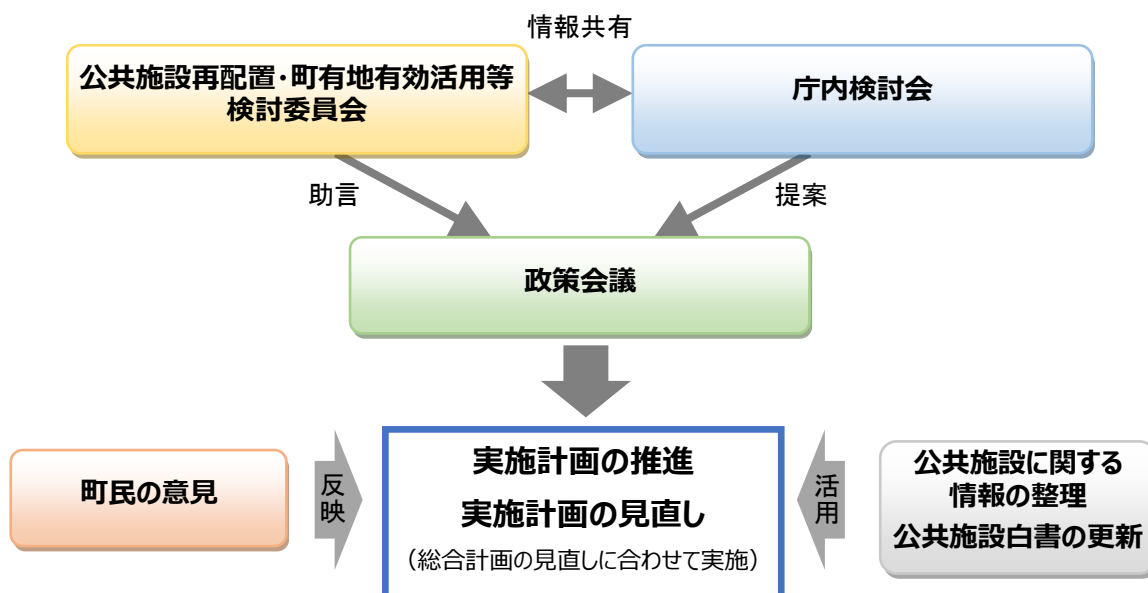 情報共有
公共施設再配置・町有地有効活用等
検討委員会
庁内検討会
助言
提案
政策会議
町民の意見
反映
実施計画の推進
実施計画の見直し
（総合計画の見直しに合わせて実施）
活用
公共施設に関する
情報の整理
公共施設白書の更新